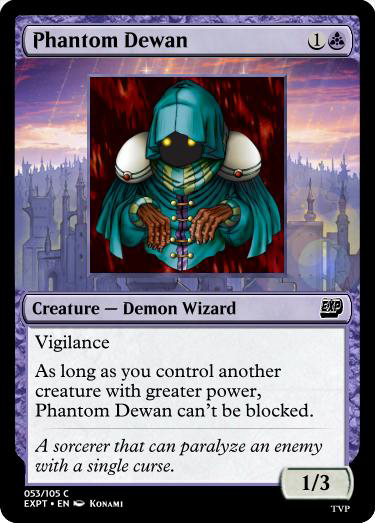 Phantom Dewan 1
Creature — Demon Wizard EXP
Vigilance
As long as you control another
creature with greater power,
Phantom Dewan can't be blocked.
A sorcerer that can paralyze an enemy
with a single curse.
1/3
053/105 C
EXPT • EN Konami
TVP